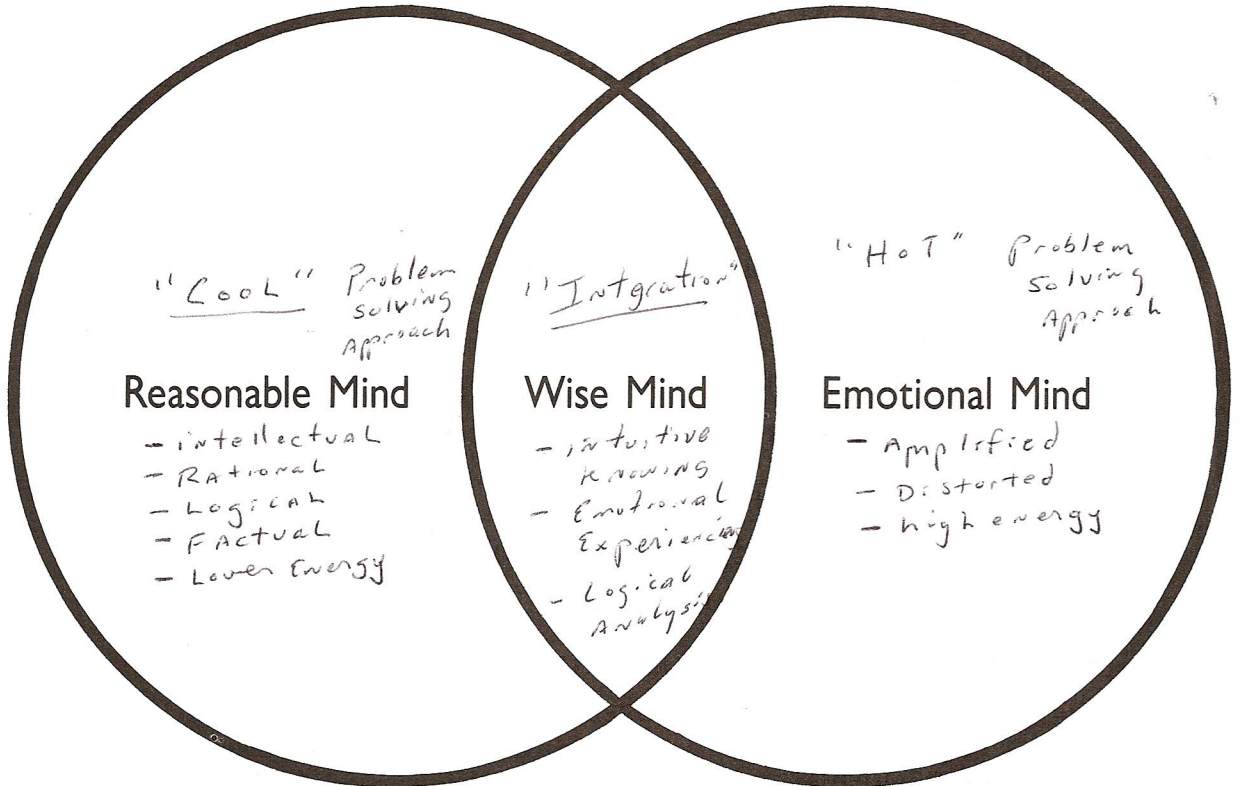 "Cool" Problem
Solving
Approach
Reasonable Mind
- intellectual
- Rational
- Logical
- Factual
- Lower Energy
"Intgration"
Wise Mind
- intuitive
knowing
- Emotional
Experiencing
- Logical
Analysis
"HoT" Problem
Solving
Approach
Emotional Mind
- Amplified
- Distorted
- high energy